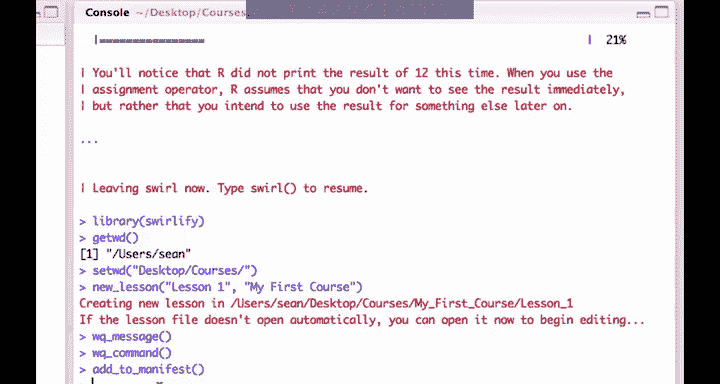 Console ~/Desktop/Courses
21%
| You'll notice that R did not print the result of 12 this time. When you use the
| assignment operator, R assumes that you don't want to see the result immediately,
| but rather that you intend to use the result for something else later on.
...
| Leaving swirl now. Type swirl() to resume.
> library(swirlify)
> getwd()
[1] "/Users/sean"
> setwd("Desktop/Courses/")
> new_lesson("Lesson 1", "My First Course")
Creating new lesson in /Users/sean/Desktop/Courses/My_First_Course/Lesson_1
If the lesson file doesn't open automatically, you can open it now to begin editing...
> wq_message()
> wq_command()
> add_to_manifest()
>